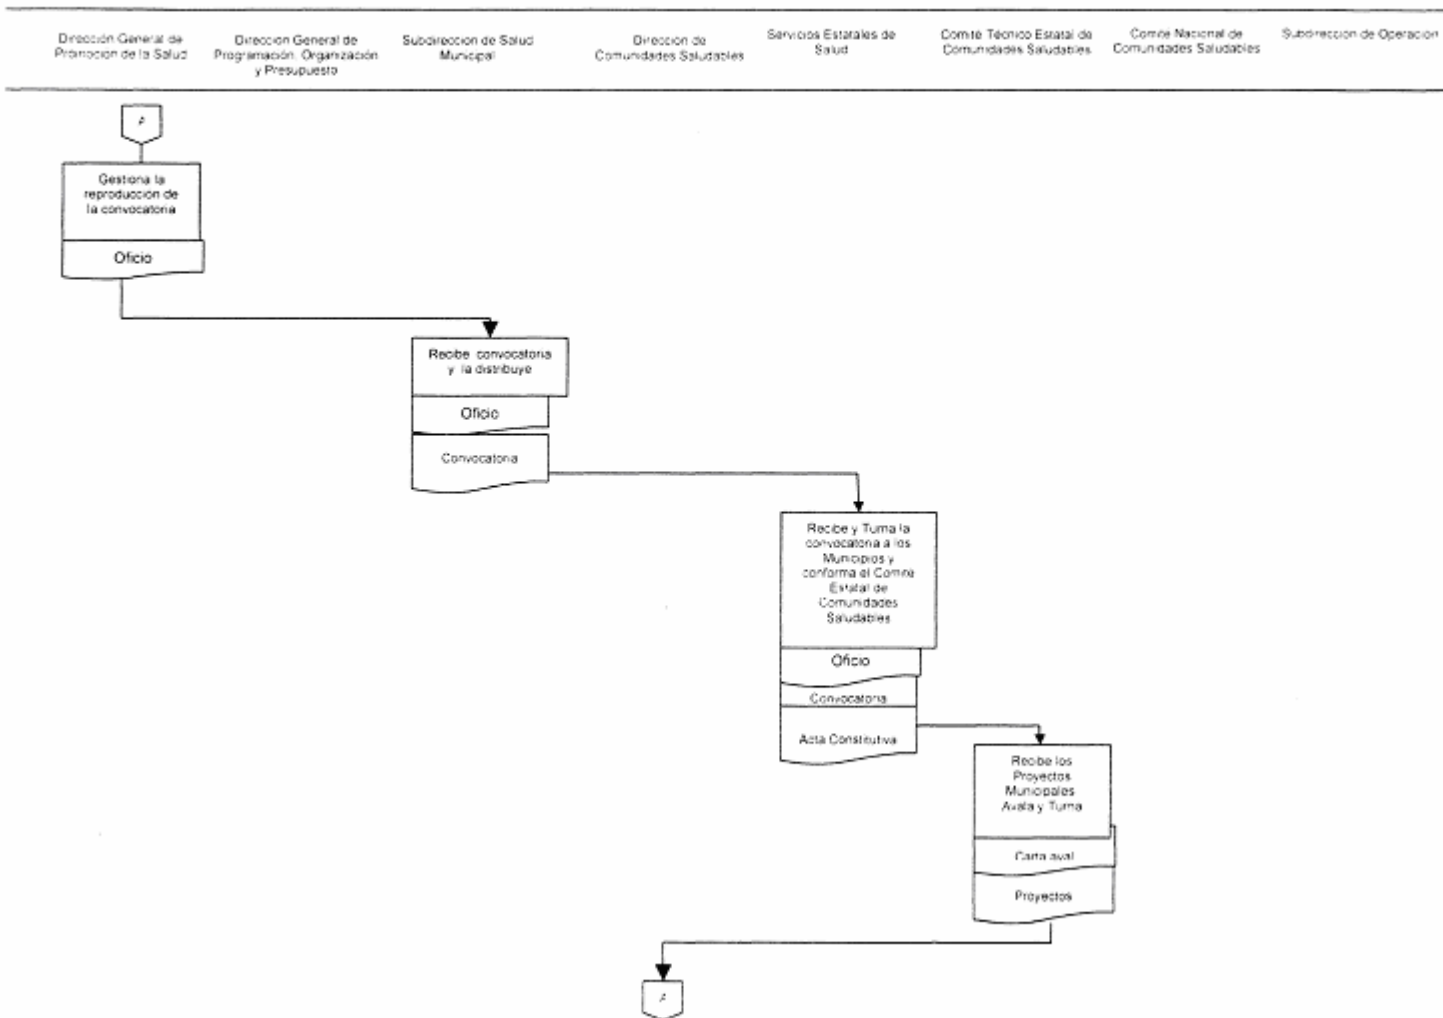 Dirección General de
Promoción de la Salud
Dirección General de
Programación, Organización
y Presupuesto
Subdirección de Salud
Municipal
Dirección de
Comunidades Saludables
Servicios Estatales de
Salud
Comité Técnico Estatal de
Comunidades Saludables
Comité Nacional de
Comunidades Saludables
Subdirección de Operación
Gestiona la
reproducción de
la convocatoria
Oficio
Recibe convocatoria
y la distribuye
Oficio
Convocatoria
Recibe y Turna la
convocatoria a los
Municipios y
conforma el Comité
Estatal de
Comunidades
Saludables
Oficio
Convocatoria
Acta Constitutiva
Recibe los
Proyectos
Municipales
Avala y Turna
Carta aval
Proyectos